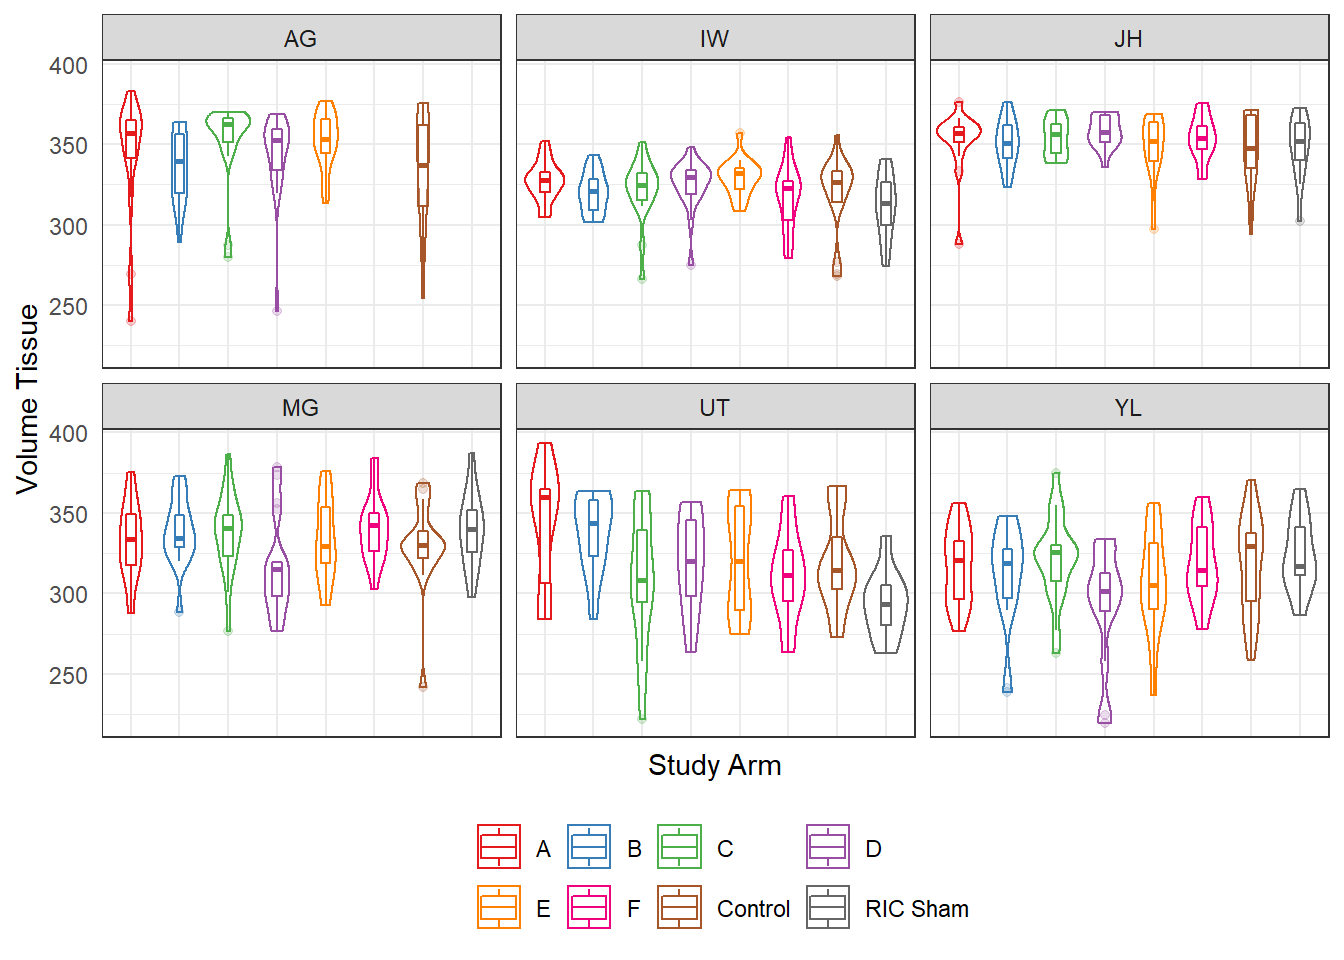 AG IW JH
400
350
300
250
MG UT YL
400
350
300
250
Volume Tissue
Study Arm
A B C D
E F Control RIC Sham